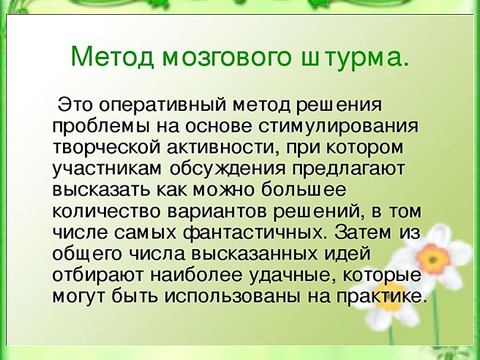 Метод мозгового штурма.
Это оперативный метод решения
проблемы на основе стимулирования
творческой активности, при котором
участникам обсуждения предлагают
высказать как можно большее
количество вариантов решений, в том
числе самых фантастичных. Затем из
общего числа высказанных идей
отбирают наиболее удачные, которые
могут быть использованы на практике.